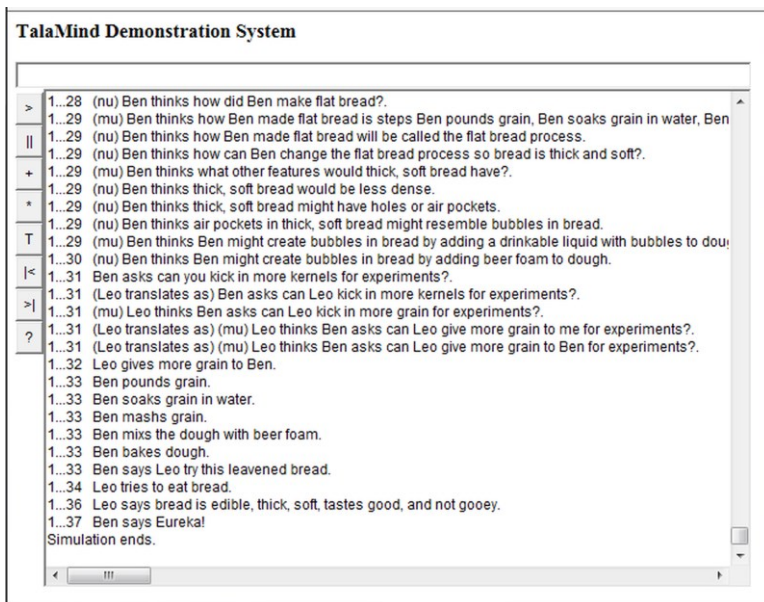 TalaMind Demonstration System
>
||
+
*
T
|<
>|
?
1...28 (nu) Ben thinks how did Ben make flat bread?.
1...29 (mu) Ben thinks how Ben made flat bread is steps Ben pounds grain, Ben soaks grain in water, Ben
1...29 (nu) Ben thinks how Ben made flat bread will be called the flat bread process.
1...29 (nu) Ben thinks how can Ben change the flat bread process so bread is thick and soft?.
1...29 (mu) Ben thinks what other features would thick, soft bread have?.
1...29 (nu) Ben thinks thick, soft bread would be less dense.
1...29 (nu) Ben thinks thick, soft bread might have holes or air pockets.
1...29 (nu) Ben thinks air pockets in thick, soft bread might resemble bubbles in bread.
1...29 (mu) Ben thinks Ben might create bubbles in bread by adding a drinkable liquid with bubbles to doug
1...30 (nu) Ben thinks Ben might create bubbles in bread by adding beer foam to dough.
1...31 Ben asks can you kick in more kernels for experiments?.
1...31 (Leo translates as) Ben asks can Leo kick in more kernels for experiments?.
1...31 (mu) Leo thinks Ben asks can Leo kick in more grain for experiments?.
1...31 (Leo translates as) (mu) Leo thinks Ben asks can Leo give more grain to me for experiments?.
1...31 (Leo translates as) (mu) Leo thinks Ben asks can Leo give more grain to Ben for experiments?.
1...32 Leo gives more grain to Ben.
1...33 Ben pounds grain.
1...33 Ben soaks grain in water.
1...33 Ben mashs grain.
1...33 Ben mixs the dough with beer foam.
1...33 Ben bakes dough.
1...33 Ben says Leo try this leavened bread.
1...34 Leo tries to eat bread.
1...36 Leo says bread is edible, thick, soft, tastes good, and not gooey.
1...37 Ben says Eureka!
Simulation ends.